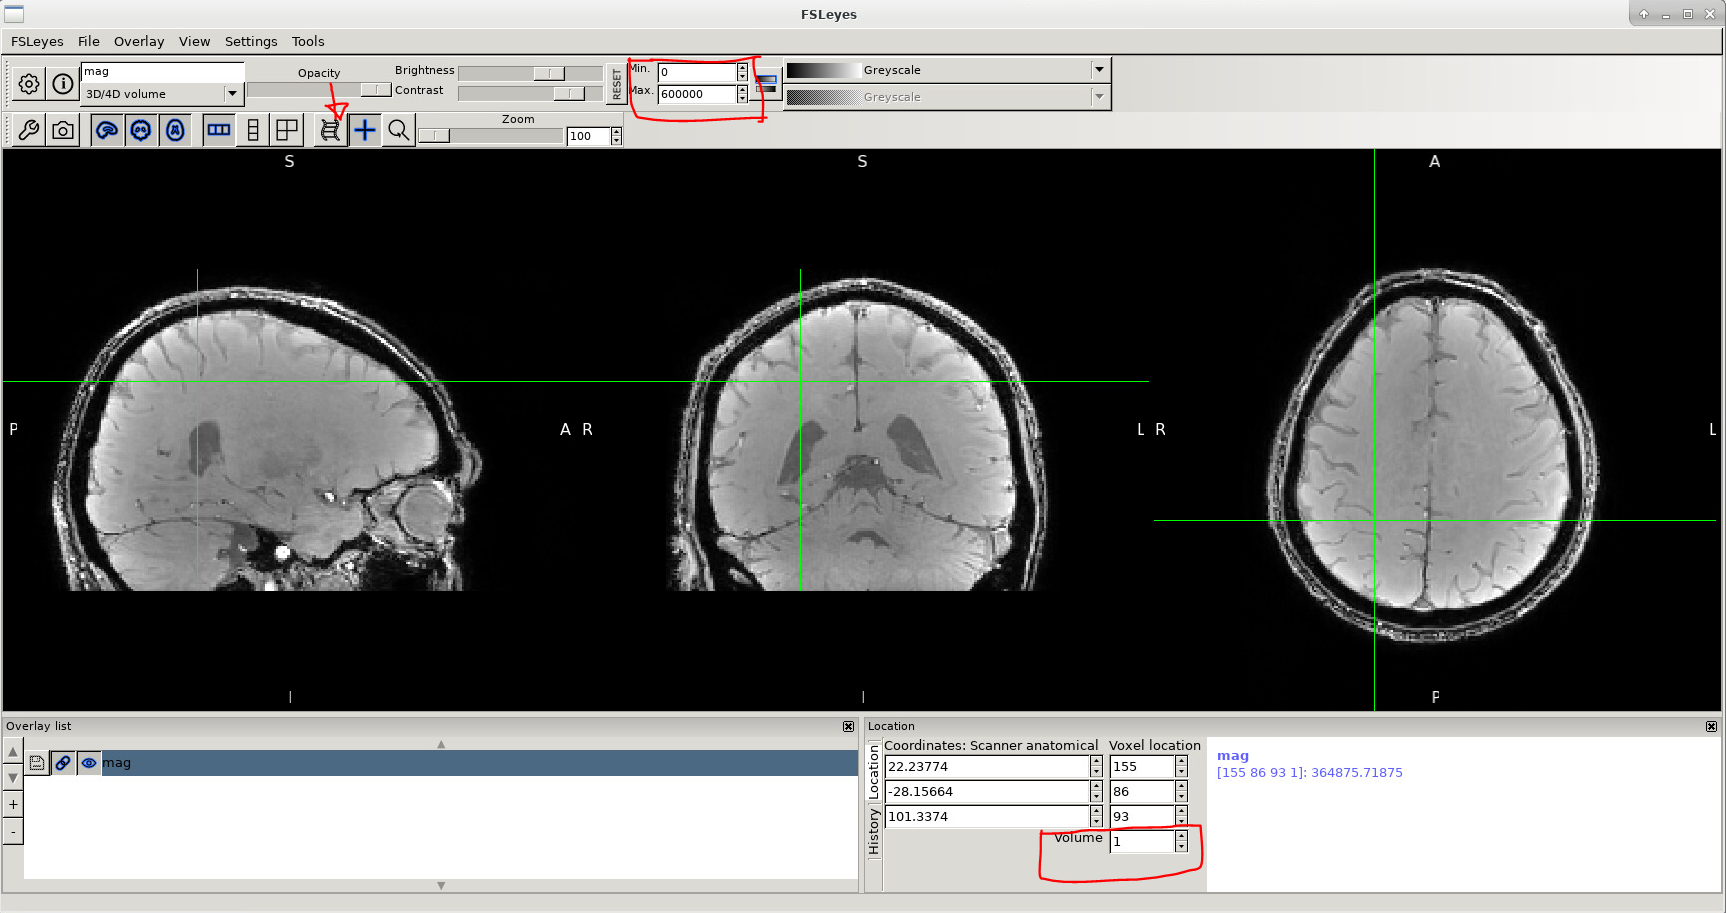 FSLeyes
FSLeyes File Overlay View Settings Tools
mag
3D/4D volume
Opacity
Brightness
Contrast
RESET
Min. 0
Max. 600000
Greyscale
Greyscale
Zoom
100
S S A
P A R L R L
I I P
Overlay list
mag
Location
Location
History
Coordinates: Scanner anatomical Voxel location
22.23774 155
-28.15664 86
101.3374 93
Volume 1
mag
[155 86 93 1]: 364875.71875